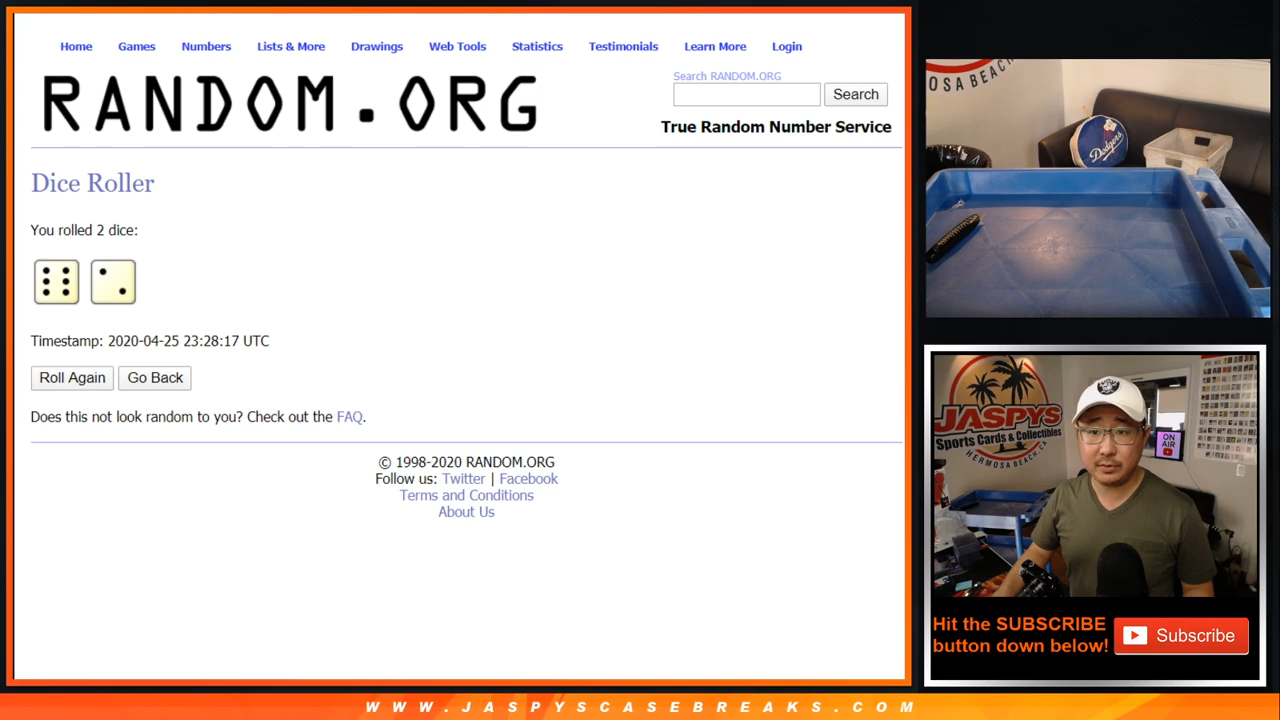 Home Games Numbers Lists & More Drawings Web Tools Statistics Testimonials Learn More Login
RANDOM.ORG
Search RANDOM.ORG
Search
True Random Number Service
Dice Roller
You rolled 2 dice:
Timestamp: 2020-04-25 23:28:17 UTC
Roll Again Go Back
Does this not look random to you? Check out the FAQ.
© 1998-2020 RANDOM.ORG
Follow us: Twitter | Facebook
Terms and Conditions
About Us
MOSA BEACH
Dodgers
JASPYS
Sports Cards & Collectibles
HERMOSA BEACH, CA
ON
AIR
Hit the SUBSCRIBE
button down below!
Subscribe
WWW.JASPYSCASEBREAKS.COM